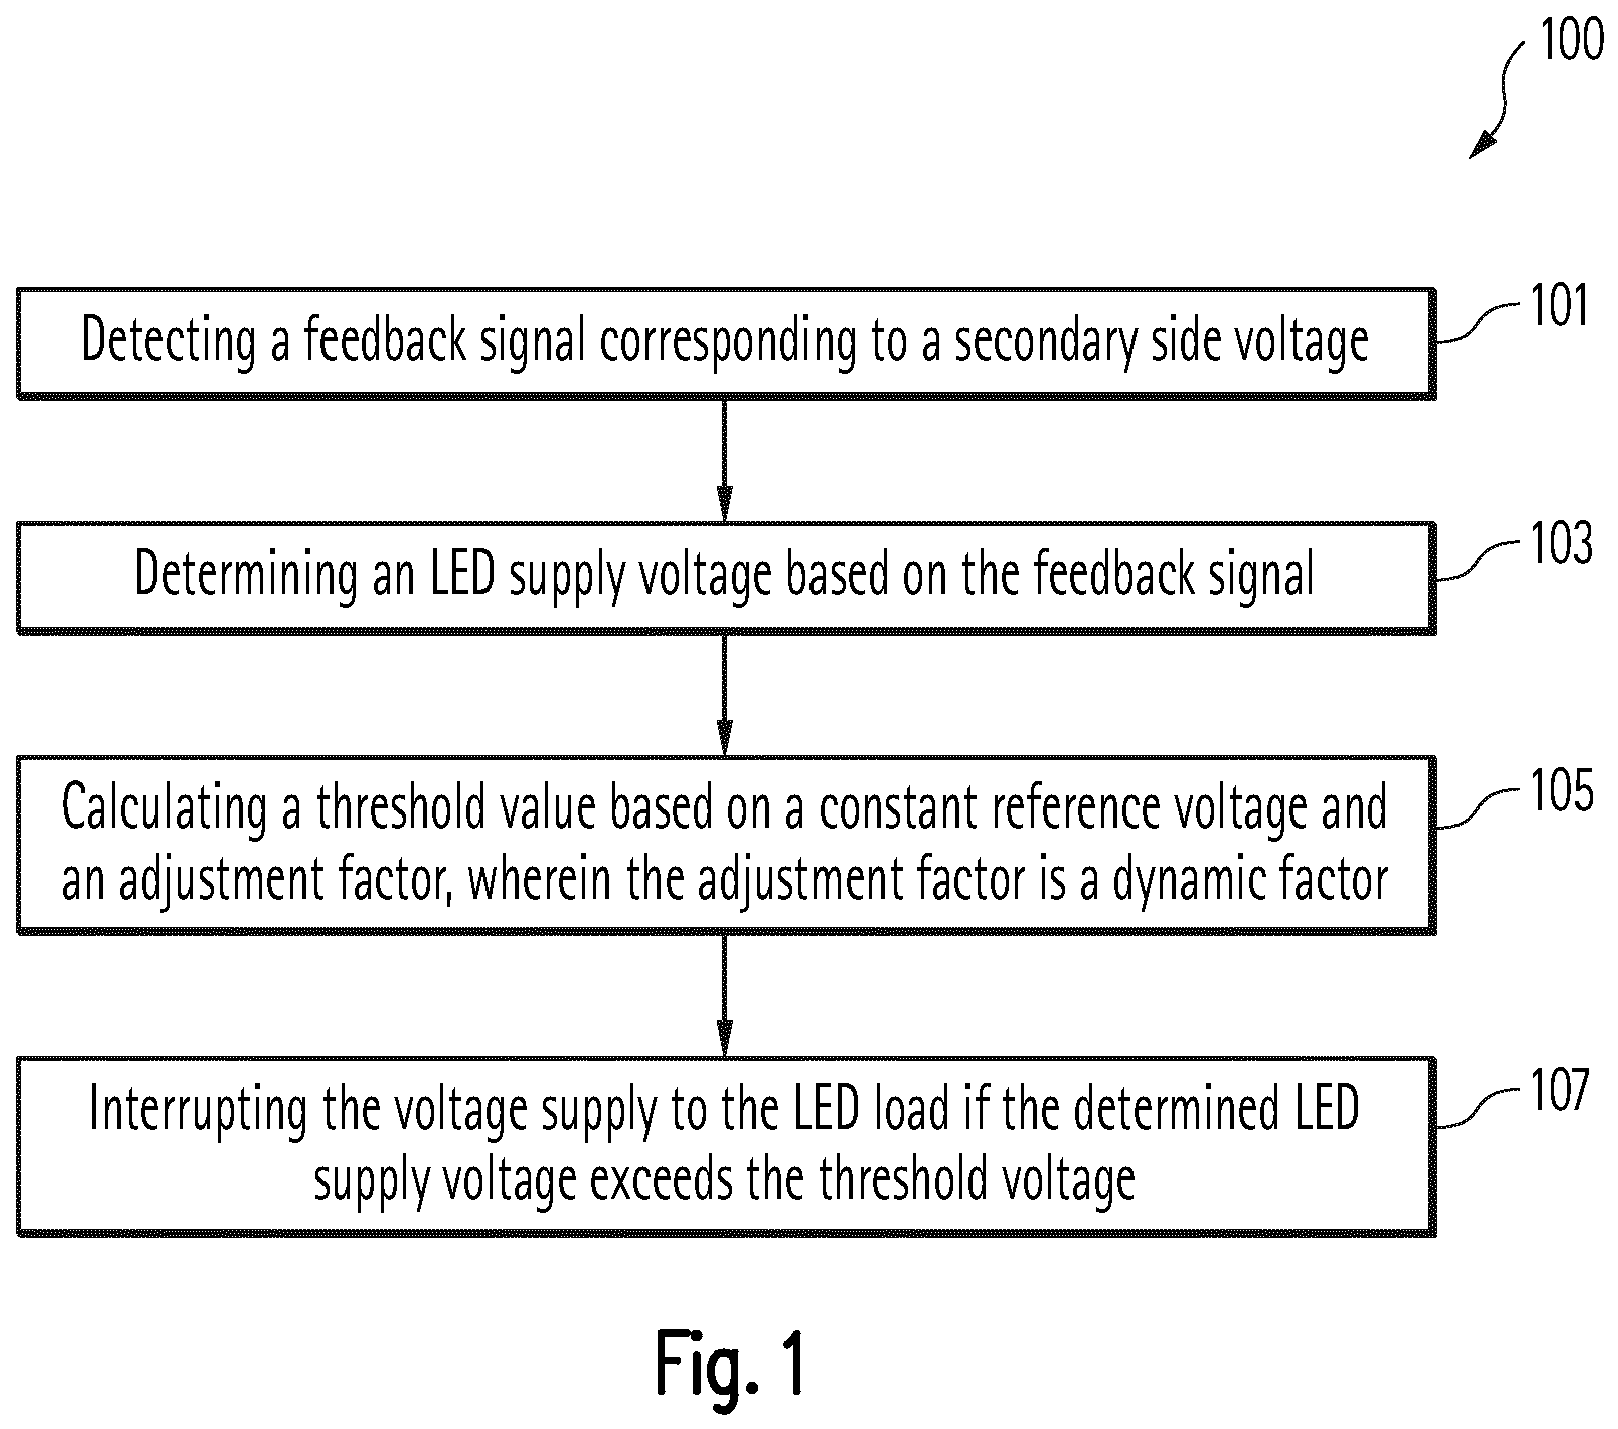 100
Detecting a feedback signal corresponding to a secondary side voltage
101
Determining an LED supply voltage based on the feedback signal
103
Calculating a threshold value based on a constant reference voltage and
an adjustment factor, wherein the adjustment factor is a dynamic factor
105
Interrupting the voltage supply to the LED load if the determined LED
supply voltage exceeds the threshold voltage
107
Fig. 1